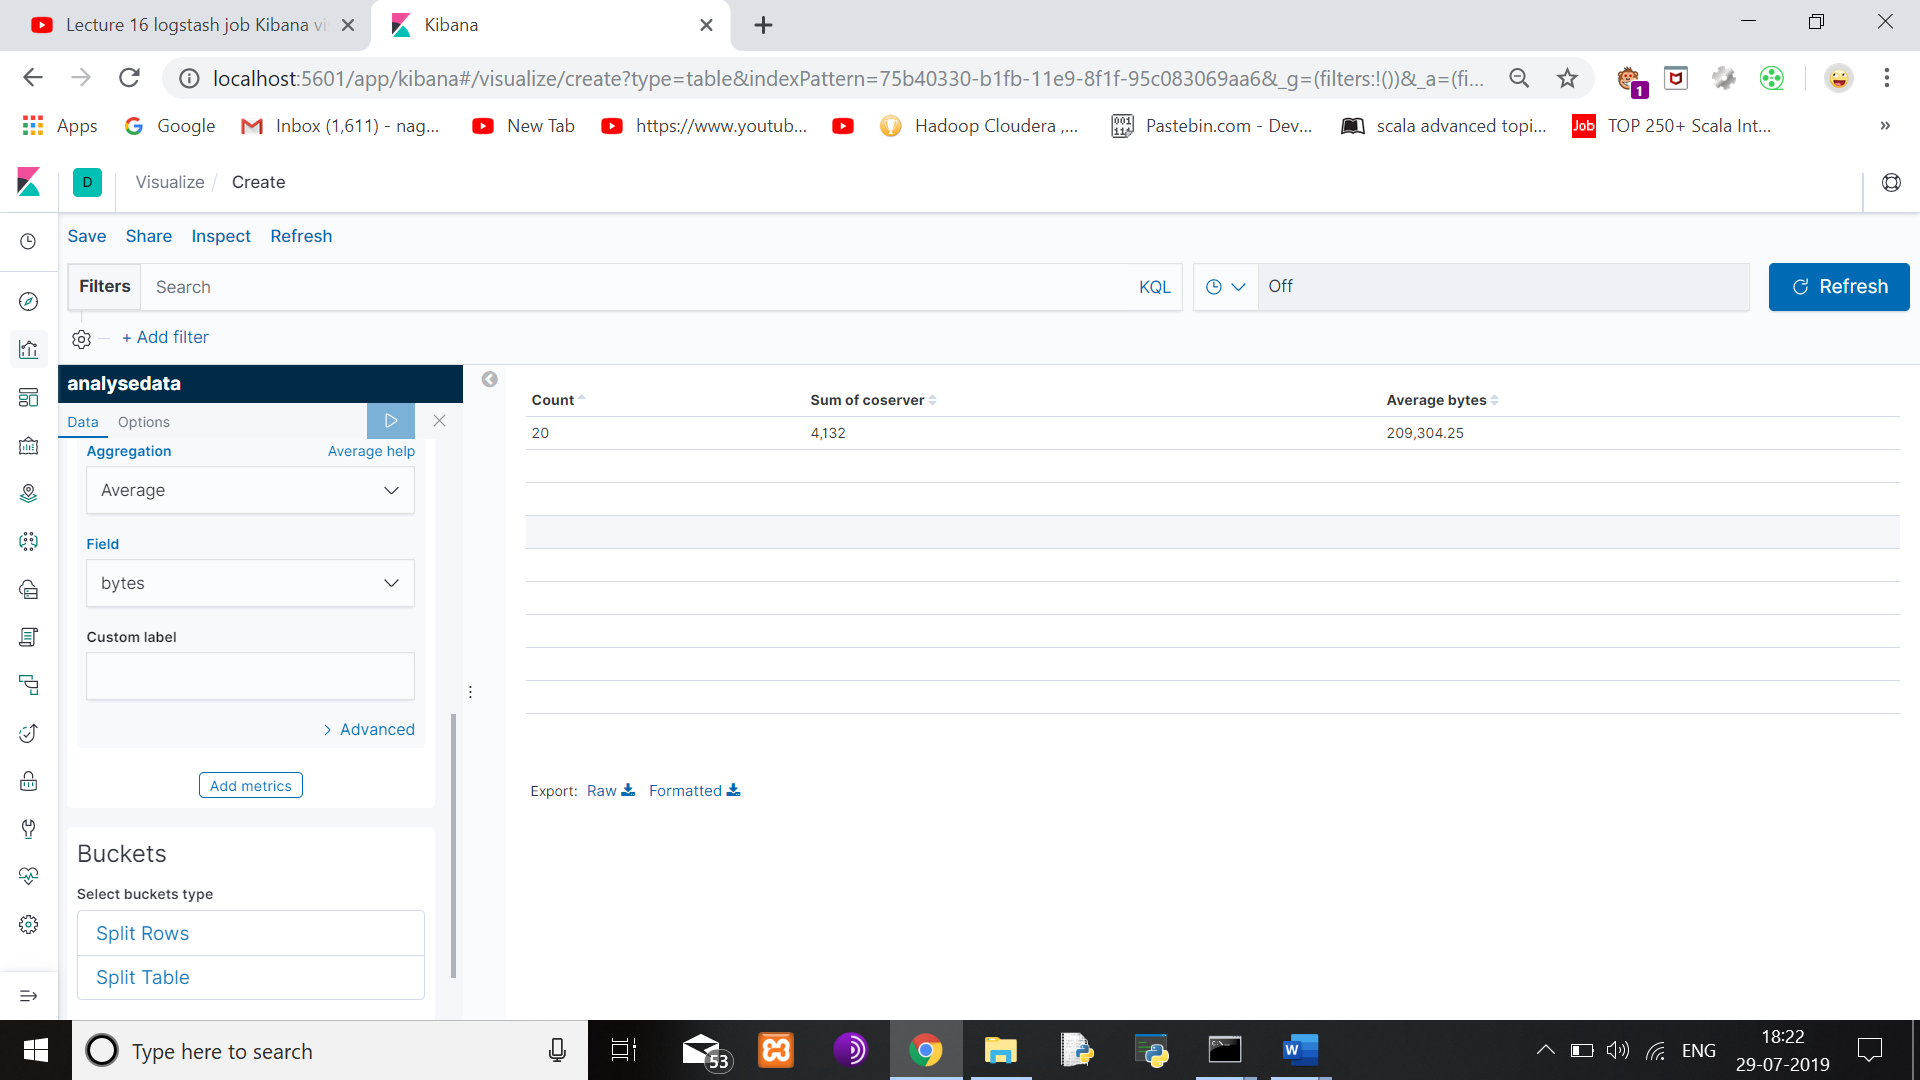 Lecture 16 logstash job Kibana vi
Kibana
localhost:5601/app/kibana#/visualize/create?type=table&indexPattern=75b40330-b1fb-11e9-8f1f-95c083069aa6&_g=(filters:!())&_a=(fi...
1
Apps
Google
Inbox (1,611) - nag...
New Tab
https://www.youtub...
Hadoop Cloudera ,...
Pastebin.com - Dev...
scala advanced topi...
Job
TOP 250+ Scala Int...
»
D
Visualize / Create
Save Share Inspect Refresh
Filters Search KQL Off Refresh
+ Add filter
analysedata
Data Options
Aggregation Average help
Average
Field
bytes
Custom label
Advanced
Add metrics
Buckets
Select buckets type
Split Rows
Split Table
Count Sum of coserver Average bytes
20 4,132 209,304.25
Export: Raw Formatted
Type here to search
53
ENG
18:22
29-07-2019